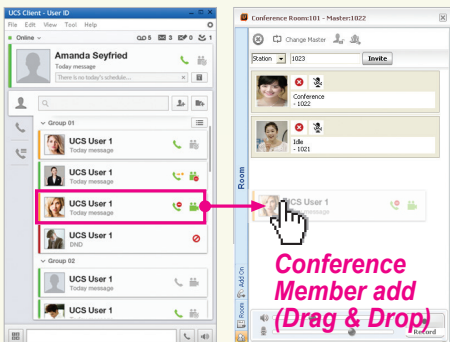 UCS Client - User ID
File Edit View Tool Help
Online
5 3 0 1
Amanda Seyfried
Today message
There is no today's schedule...
Group 01
UCS User 1
Today message
UCS User 1
Today message
UCS User 1
Today message
UCS User 1
DND
Group 02
UCS User 1
Today message
UCS User 1
Today message
Conference Room:101 - Master:1022
Change Master
Station 1023 Invite
Conference
- 1022
Idle
- 1021
Room
UCS User 1
message
Conference
Member add
(Drag & Drop)
Add On
Room
Record